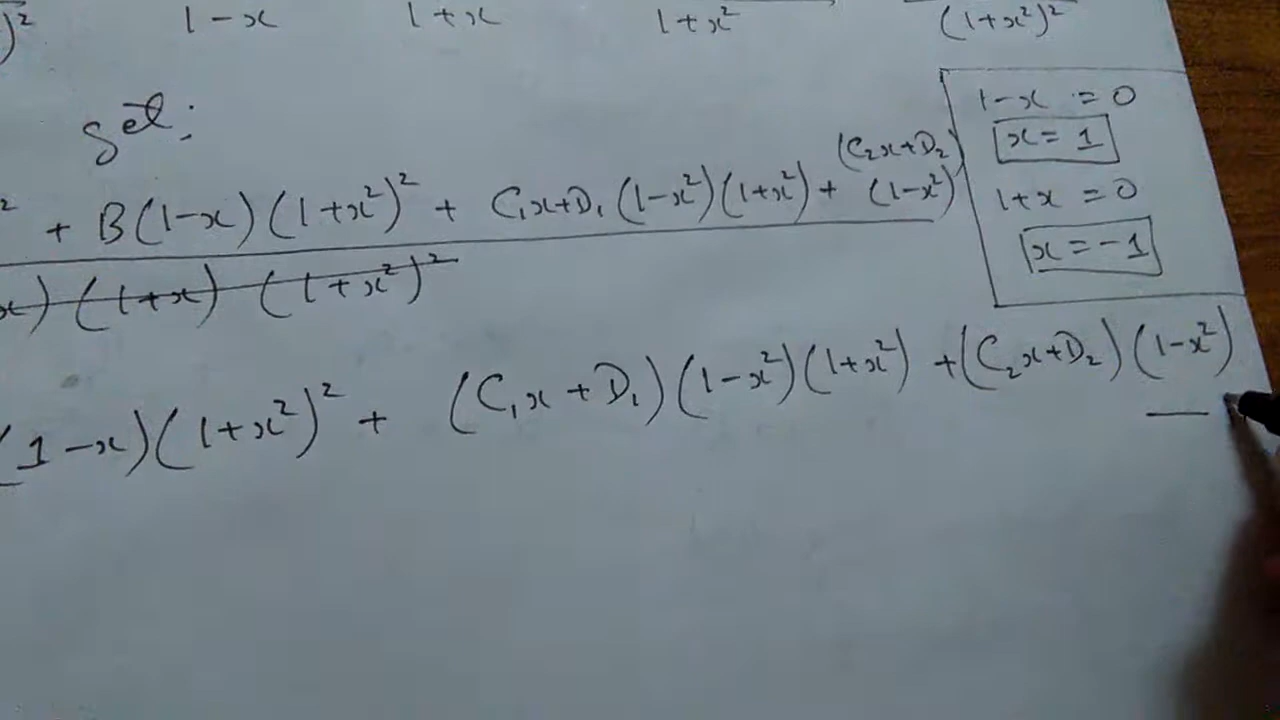 )² 1-x 1+x 1+x² (1+x²)²
get:
1-x = 0
x = 1
1+x = 0
x = -1
(C₂x+D₂)
² + B(1-x)(1+x²)² + C₁x+D₁(1-x²)(1+x²) + (1-x²)
x)(1+x)(1+x²)²
(1-x)(1+x²)² + (C₁x+D₁)(1-x²)(1+x²) + (C₂x+D₂)(1-x²)